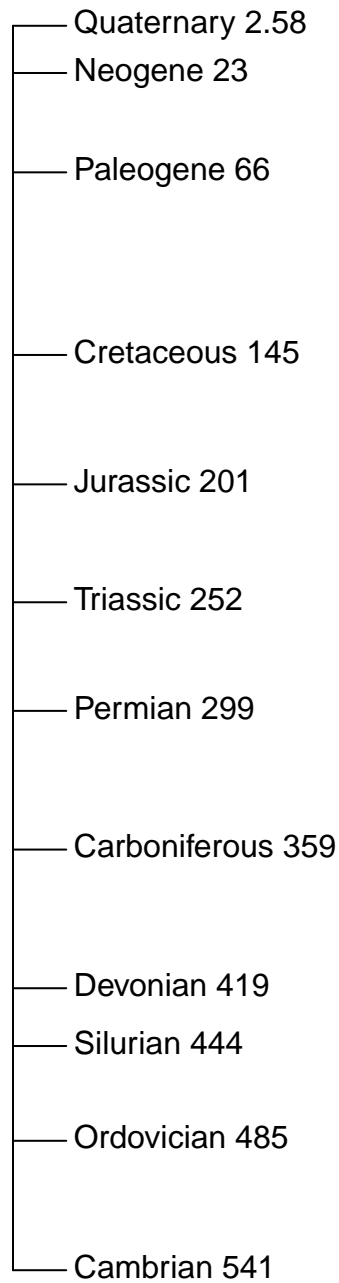 Quaternary 2.58
Neogene 23
Paleogene 66
Cretaceous 145
Jurassic 201
Triassic 252
Permian 299
Carboniferous 359
Devonian 419
Silurian 444
Ordovician 485
Cambrian 541